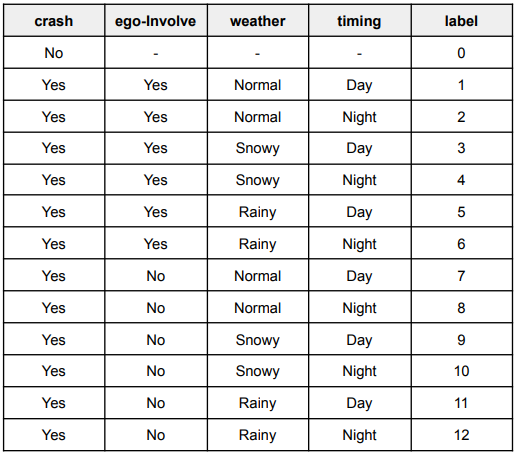 crash ego-Involve weather timing label
No - - - 0
Yes Yes Normal Day 1
Yes Yes Normal Night 2
Yes Yes Snowy Day 3
Yes Yes Snowy Night 4
Yes Yes Rainy Day 5
Yes Yes Rainy Night 6
Yes No Normal Day 7
Yes No Normal Night 8
Yes No Snowy Day 9
Yes No Snowy Night 10
Yes No Rainy Day 11
Yes No Rainy Night 12